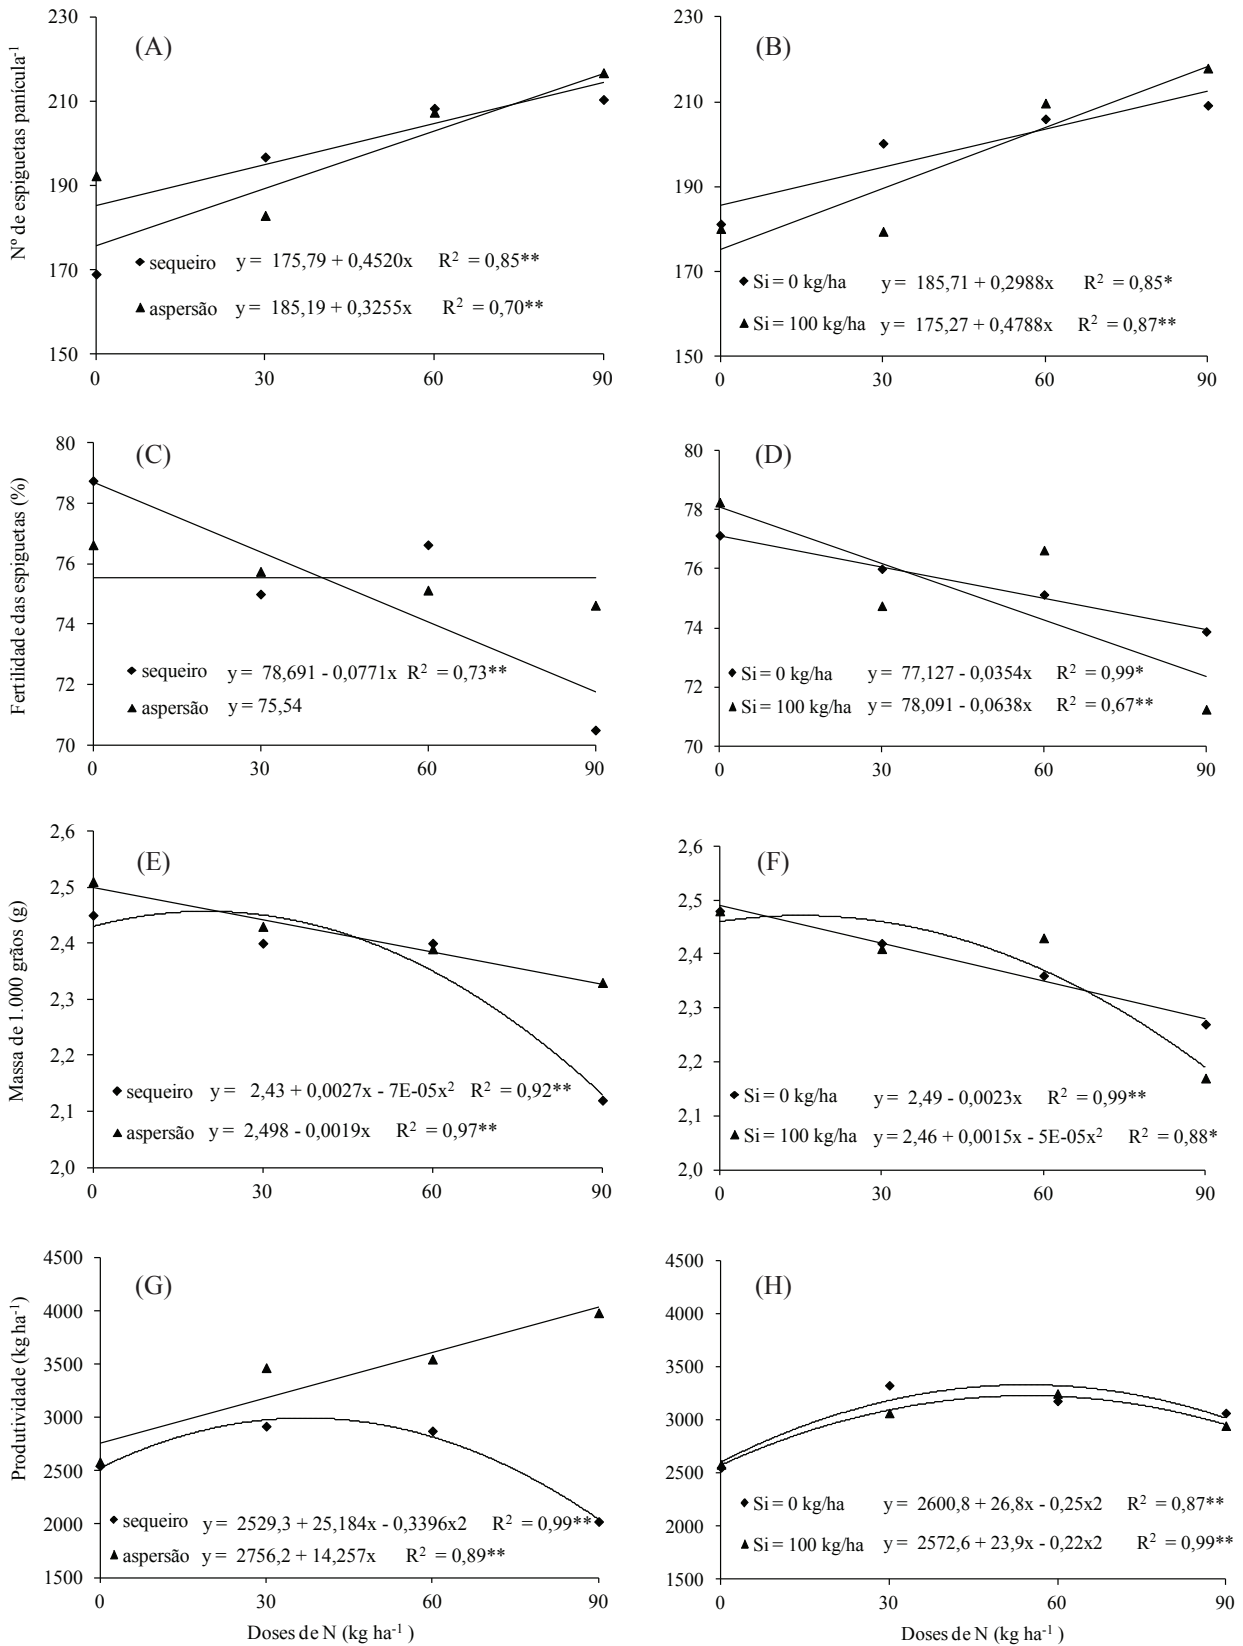 (A)
Nº de espiguetas panícula⁻¹
230
210
190
170
150
◆ sequeiro y = 175,79 + 0,4520x R² = 0,85**
▲ aspersão y = 185,19 + 0,3255x R² = 0,70**
0 30 60 90
(B)
230
210
190
170
150
◆ Si = 0 kg/ha y = 185,71 + 0,2988x R² = 0,85*
▲ Si = 100 kg/ha y = 175,27 + 0,4788x R² = 0,87**
0 30 60 90
(C)
Fertilidade das espiguetas (%)
80
78
76
74
72
70
◆ sequeiro y = 78,691 - 0,0771x R² = 0,73**
▲ aspersão y = 75,54
0 30 60 90
(D)
80
78
76
74
72
70
◆ Si = 0 kg/ha y = 77,127 - 0,0354x R² = 0,99*
▲ Si = 100 kg/ha y = 78,091 - 0,0638x R² = 0,67**
0 30 60 90
(E)
Massa de 1.000 grãos (g)
2,6
2,5
2,4
2,3
2,2
2,1
2,0
◆ sequeiro y = 2,43 + 0,0027x - 7E-05x² R² = 0,92**
▲ aspersão y = 2,498 - 0,0019x R² = 0,97**
0 30 60 90
(F)
2,6
2,5
2,4
2,3
2,2
2,1
2,0
◆ Si = 0 kg/ha y = 2,49 - 0,0023x R² = 0,99**
▲ Si = 100 kg/ha y = 2,46 + 0,0015x - 5E-05x² R² = 0,88*
0 30 60 90
(G)
Produtividade (kg ha⁻¹)
4500
4000
3500
3000
2500
2000
1500
◆ sequeiro y = 2529,3 + 25,184x - 0,3396x2 R² = 0,99**
▲ aspersão y = 2756,2 + 14,257x R² = 0,89**
0 30 60 90
Doses de N (kg ha⁻¹ )
(H)
4500
4000
3500
3000
2500
2000
1500
◆ Si = 0 kg/ha y = 2600,8 + 26,8x - 0,25x2 R² = 0,87**
▲ Si = 100 kg/ha y = 2572,6 + 23,9x - 0,22x2 R² = 0,99**
0 30 60 90
Doses de N (kg ha⁻¹ )